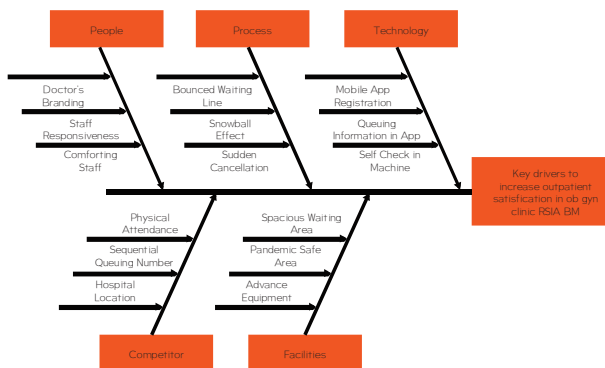 People
Process
Technology
Doctor's
Branding
Staff
Responsiveness
Comforting
Staff
Bounced Waiting
Line
Snowball
Effect
Sudden
Cancellation
Mobile App
Registration
Queuing
Information in App
Self Check in
Machine
Key drivers to
increase outpatient
satisfication in ob gyn
clinic RSIA BM
Physical
Attendance
Sequential
Queuing Number
Hospital
Location
Spacious Waiting
Area
Pandemic Safe
Area
Advance
Equipment
Competitor
Facilities